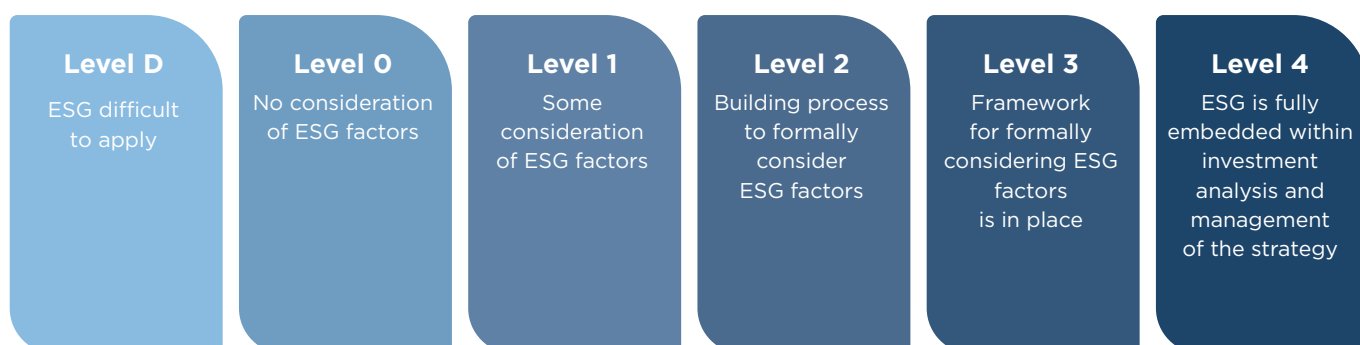 Level D
ESG difficult
to apply
Level 0
No consideration
of ESG factors
Level 1
Some
consideration
of ESG factors
Level 2
Building process
to formally
consider
ESG factors
Level 3
Framework
for formally
considering ESG
factors
is in place
Level 4
ESG is fully
embedded within
investment
analysis and
management
of the strategy